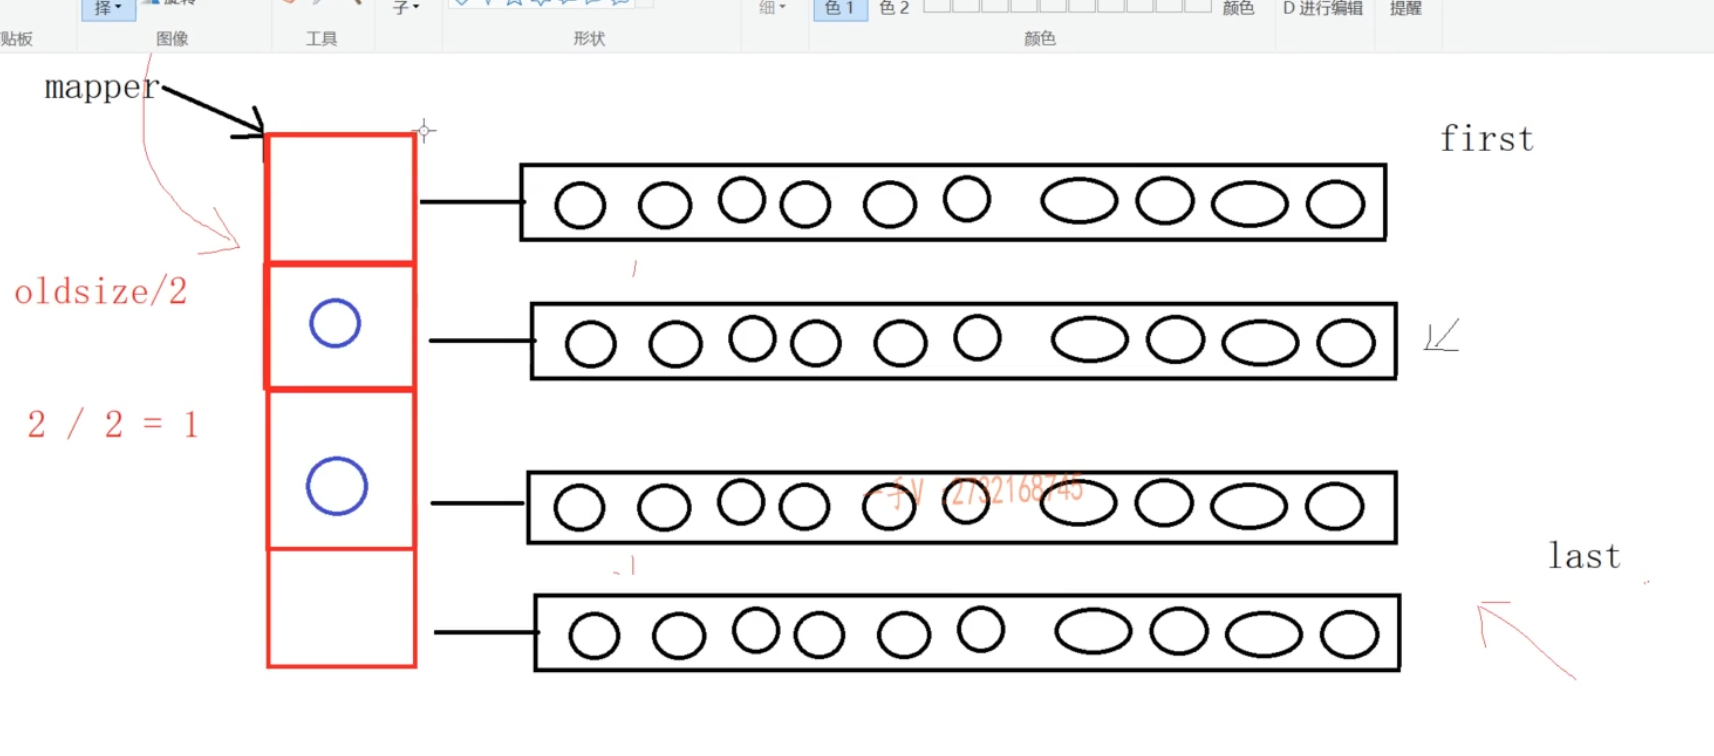 择
旋转
子
细
色 1
色 2
颜色
D 进行编辑
提醒
贴板
图像
工具
形状
颜色
mapper
first
oldsize/2
2 / 2 = 1
一手V :2732168745
last